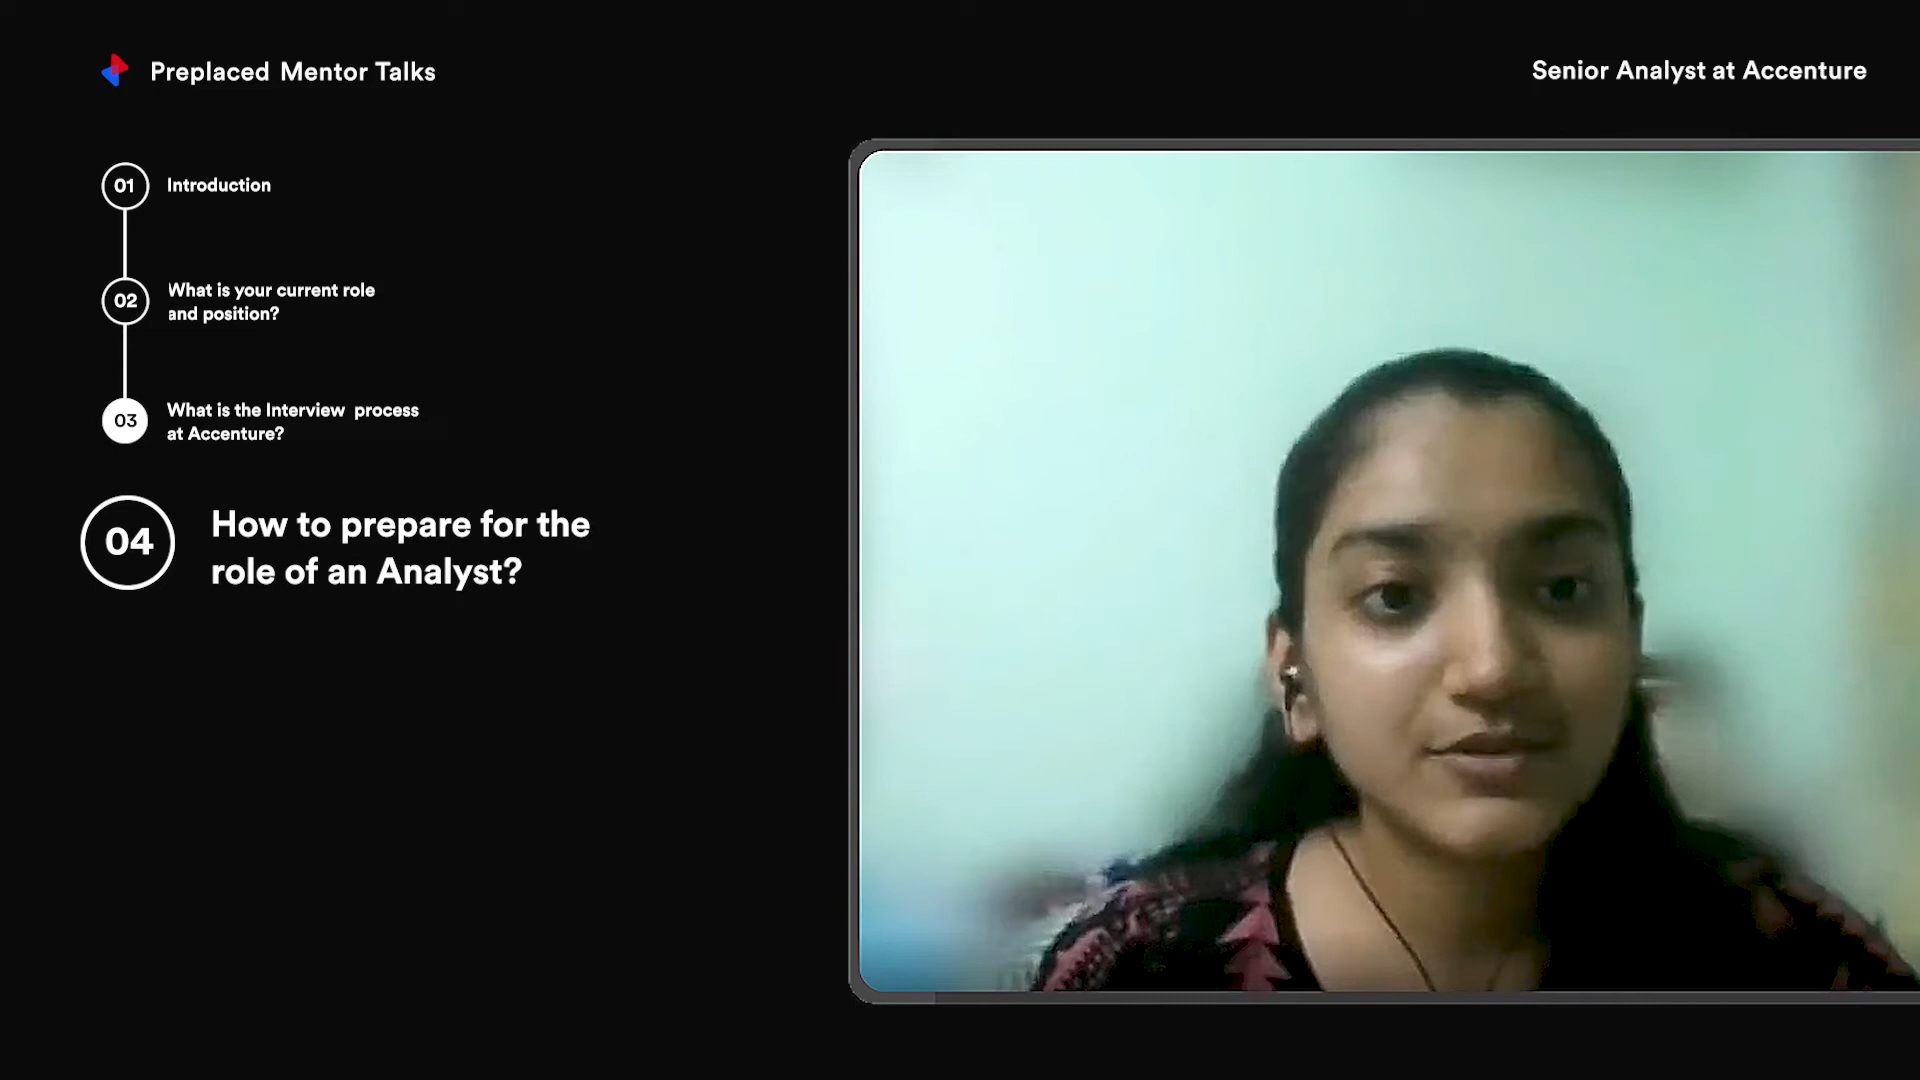 Preplaced Mentor Talks
Senior Analyst at Accenture
01 Introduction
02 What is your current role
and position?
03 What is the Interview process
at Accenture?
04 How to prepare for the
role of an Analyst?